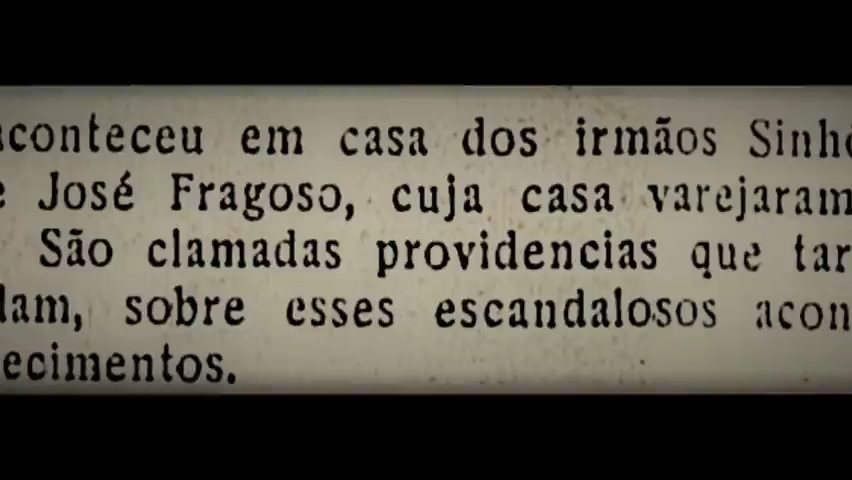 aconteceu em casa dos irmãos Sinhô
e José Fragoso, cuja casa varejaram
São clamadas providencias que tar
dam, sobre esses escandalosos acon
ecimentos.